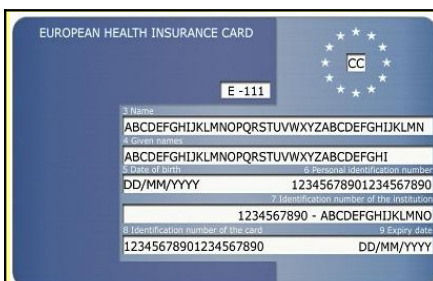 EUROPEAN HEALTH INSURANCE CARD
CC
E -111
3 Name
ABCDEFGHIJKLMNOPQRSTUVWXYZABCDEFGHIJKLMN
4 Given names
ABCDEFGHIJKLMNOPQRSTUVWXYZABCDEFGHI
5 Date of birth 6 Personal identification number
DD/MM/YYYY 12345678901234567890
7 Identification number of the institution
1234567890 - ABCDEFGHIJKLMNO
8 Identification number of the card 9 Expiry date
12345678901234567890 DD/MM/YYYY